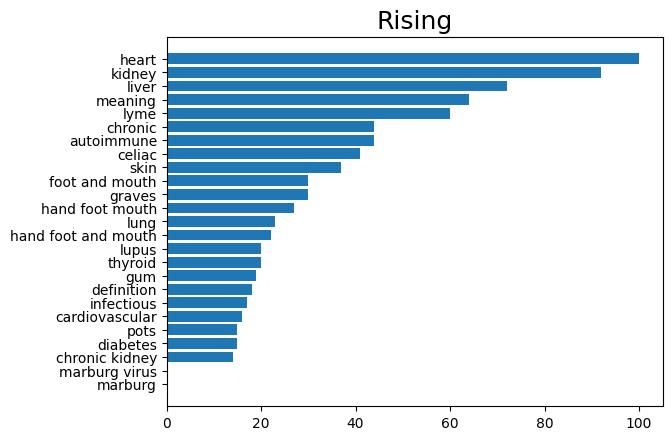 Rising
heart
kidney
liver
meaning
lyme
chronic
autoimmune
celiac
skin
foot and mouth
graves
hand foot mouth
lung
hand foot and mouth
lupus
thyroid
gum
definition
infectious
cardiovascular
pots
diabetes
chronic kidney
marburg virus
marburg
0 20 40 60 80 100